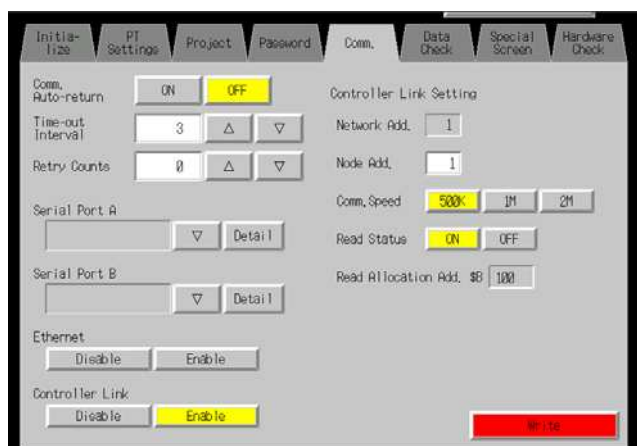 Initia-
lize
PT
Settings
Project
Password
Comm.
Data
Check
Special
Screen
Hardware
Check
Comm.
Auto-return
ON
OFF
Time-out
Interval
3
△
▽
Retry Counts
0
△
▽
Serial Port A
▽
Detail
Serial Port B
▽
Detail
Ethernet
Disable
Enable
Controller Link
Disable
Enable
Controller Link Setting
Network Add.
1
Node Add.
1
Comm.Speed
500K
1M
2M
Read Status
ON
OFF
Read Allocation Add. $B
100
Write